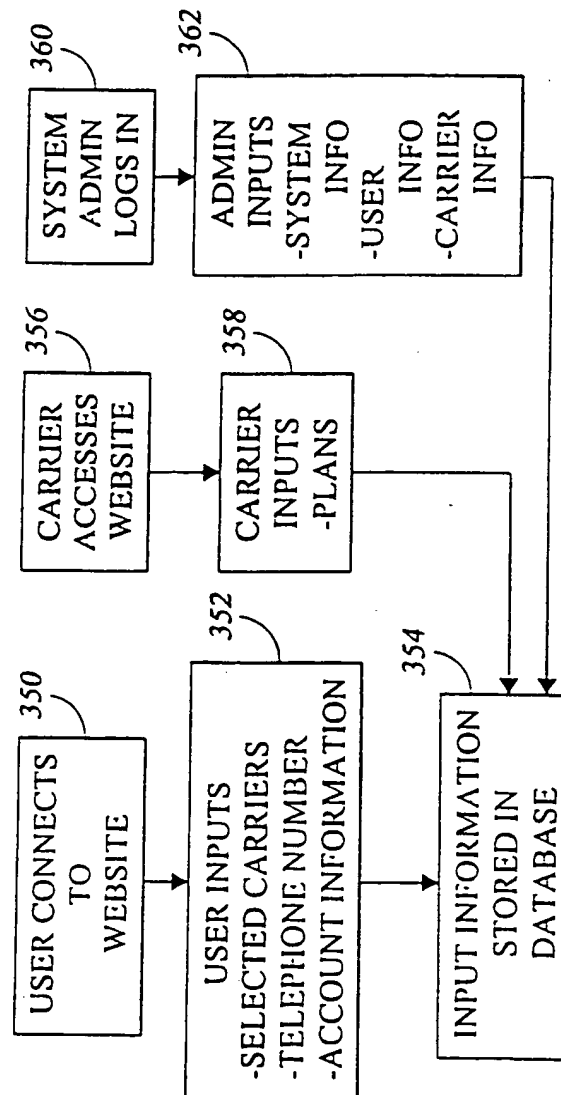 350
USER CONNECTS
TO
WEBSITE
352
USER INPUTS
-SELECTED CARRIERS
-TELEPHONE NUMBER
-ACCOUNT INFORMATION
354
INPUT INFORMATION
STORED IN
DATABASE
356
CARRIER
ACCESSES
WEBSITE
358
CARRIER
INPUTS
-PLANS
360
SYSTEM
ADMIN
LOGS IN
362
ADMIN
INPUTS
-SYSTEM
INFO
-USER
INFO
-CARRIER
INFO